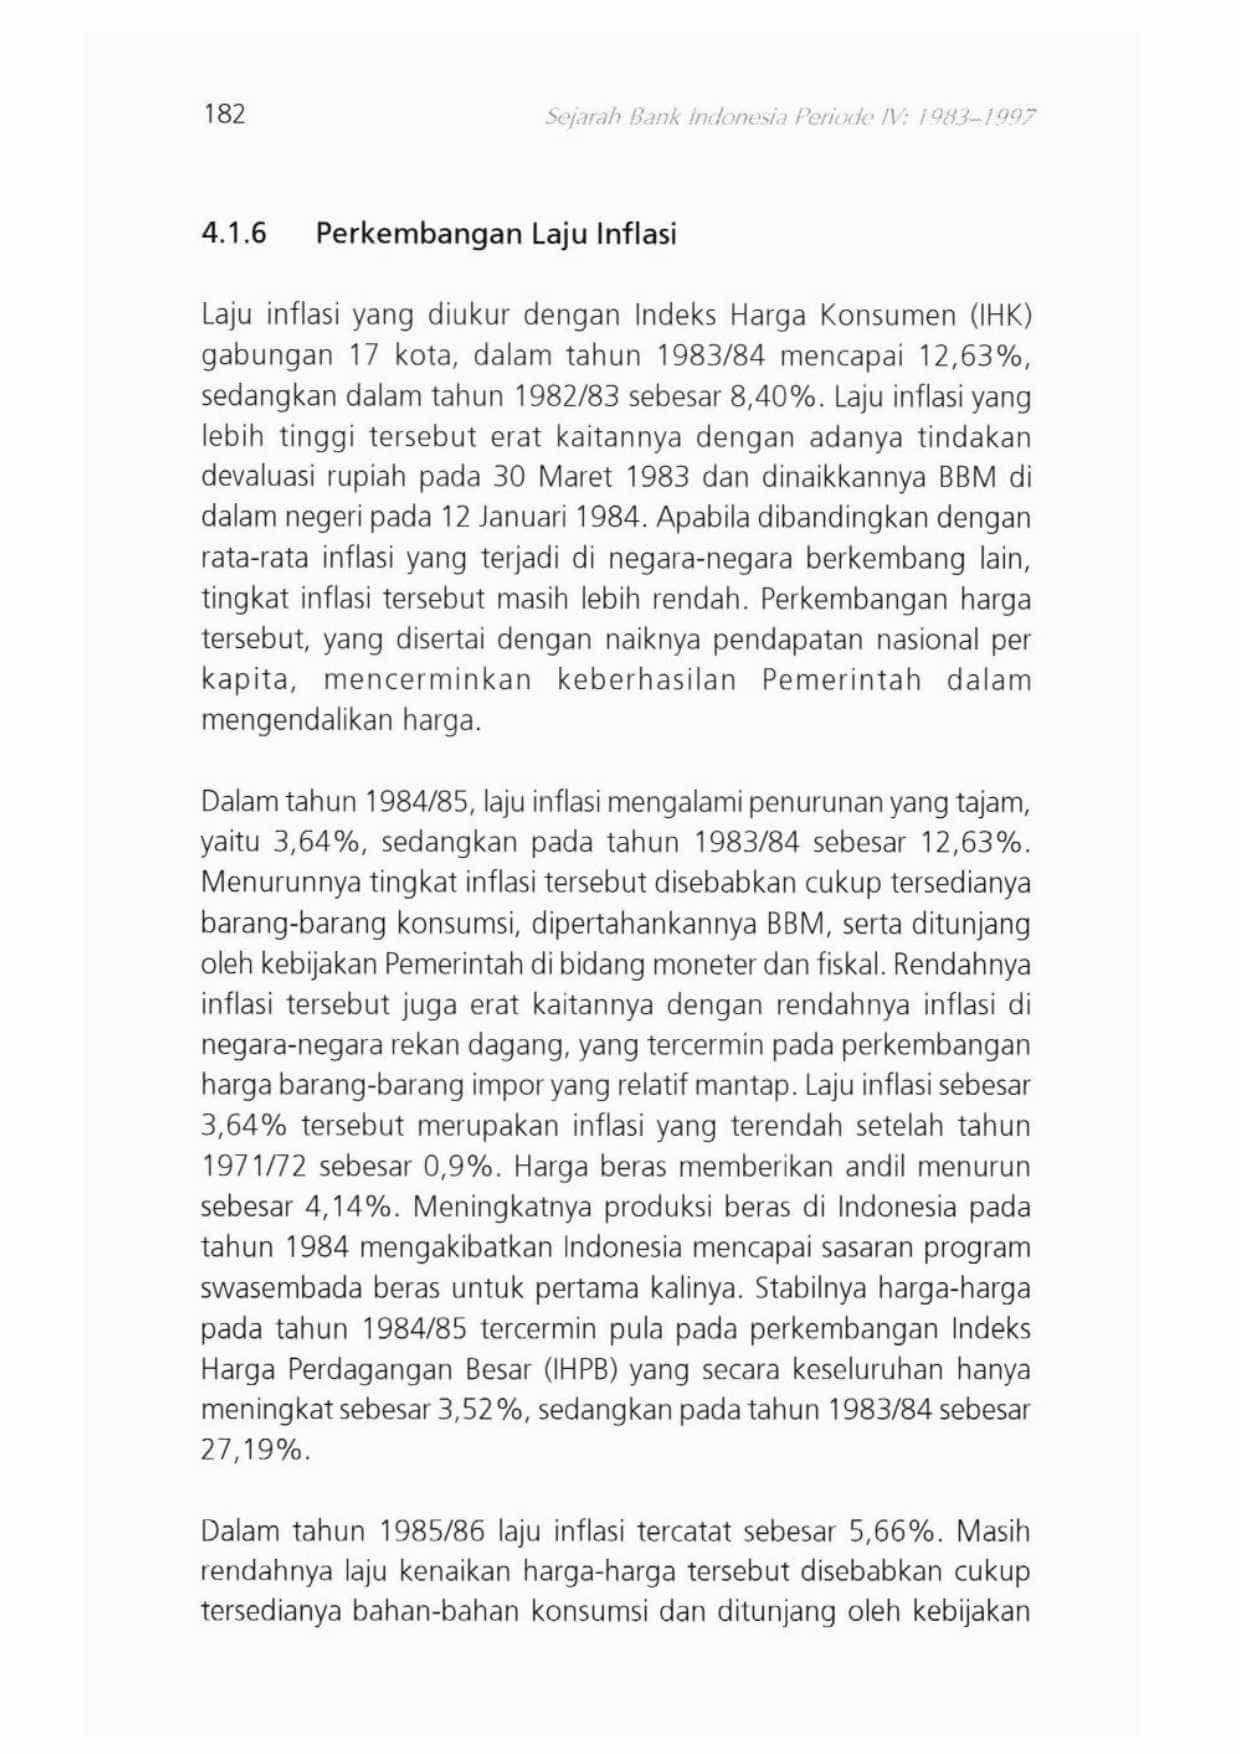 182
Sejarah Bank Indonesia Periode IV: 1983–1997
4.1.6 Perkembangan Laju Inflasi
Laju inflasi yang diukur dengan Indeks Harga Konsumen (IHK)
gabungan 17 kota, dalam tahun 1983/84 mencapai 12,63%,
sedangkan dalam tahun 1982/83 sebesar 8,40%. Laju inflasi yang
lebih tinggi tersebut erat kaitannya dengan adanya tindakan
devaluasi rupiah pada 30 Maret 1983 dan dinaikkannya BBM di
dalam negeri pada 12 Januari 1984. Apabila dibandingkan dengan
rata-rata inflasi yang terjadi di negara-negara berkembang lain,
tingkat inflasi tersebut masih lebih rendah. Perkembangan harga
tersebut, yang disertai dengan naiknya pendapatan nasional per
kapita, mencerminkan keberhasilan Pemerintah dalam
mengendalikan harga.
Dalam tahun 1984/85, laju inflasi mengalami penurunan yang tajam,
yaitu 3,64%, sedangkan pada tahun 1983/84 sebesar 12,63%.
Menurunnya tingkat inflasi tersebut disebabkan cukup tersedianya
barang-barang konsumsi, dipertahankannya BBM, serta ditunjang
oleh kebijakan Pemerintah di bidang moneter dan fiskal. Rendahnya
inflasi tersebut juga erat kaitannya dengan rendahnya inflasi di
negara-negara rekan dagang, yang tercermin pada perkembangan
harga barang-barang impor yang relatif mantap. Laju inflasi sebesar
3,64% tersebut merupakan inflasi yang terendah setelah tahun
1971/72 sebesar 0,9%. Harga beras memberikan andil menurun
sebesar 4,14%. Meningkatnya produksi beras di Indonesia pada
tahun 1984 mengakibatkan Indonesia mencapai sasaran program
swasembada beras untuk pertama kalinya. Stabilnya harga-harga
pada tahun 1984/85 tercermin pula pada perkembangan Indeks
Harga Perdagangan Besar (IHPB) yang secara keseluruhan hanya
meningkat sebesar 3,52%, sedangkan pada tahun 1983/84 sebesar
27,19%.
Dalam tahun 1985/86 laju inflasi tercatat sebesar 5,66%. Masih
rendahnya laju kenaikan harga-harga tersebut disebabkan cukup
tersedianya bahan-bahan konsumsi dan ditunjang oleh kebijakan